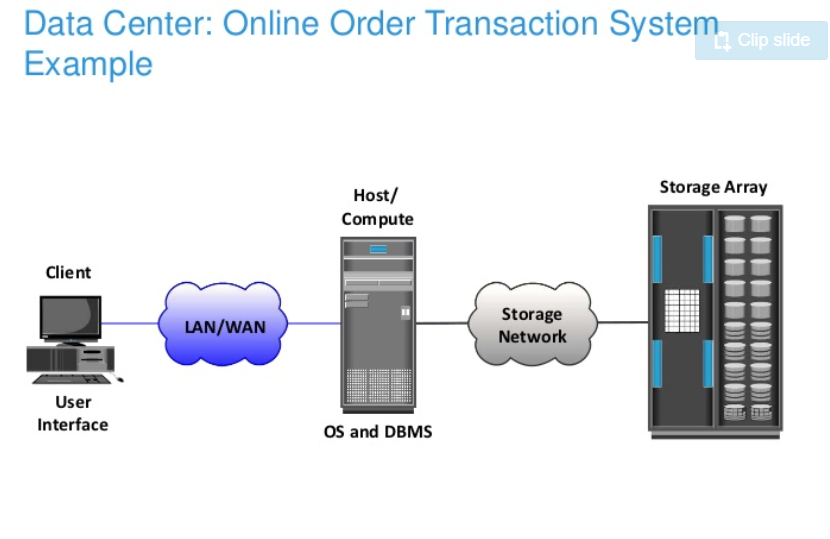 Data Center: Online Order Transaction System
Example
Clip slide
Storage Array
Host/
Compute
Client
LAN/WAN
Storage
Network
User
Interface
OS and DBMS